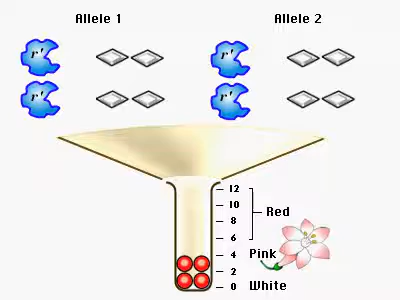 Allele 1 Allele 2
r' r'
r' r'
12
10
8 Red
6
4 Pink
2
0 White